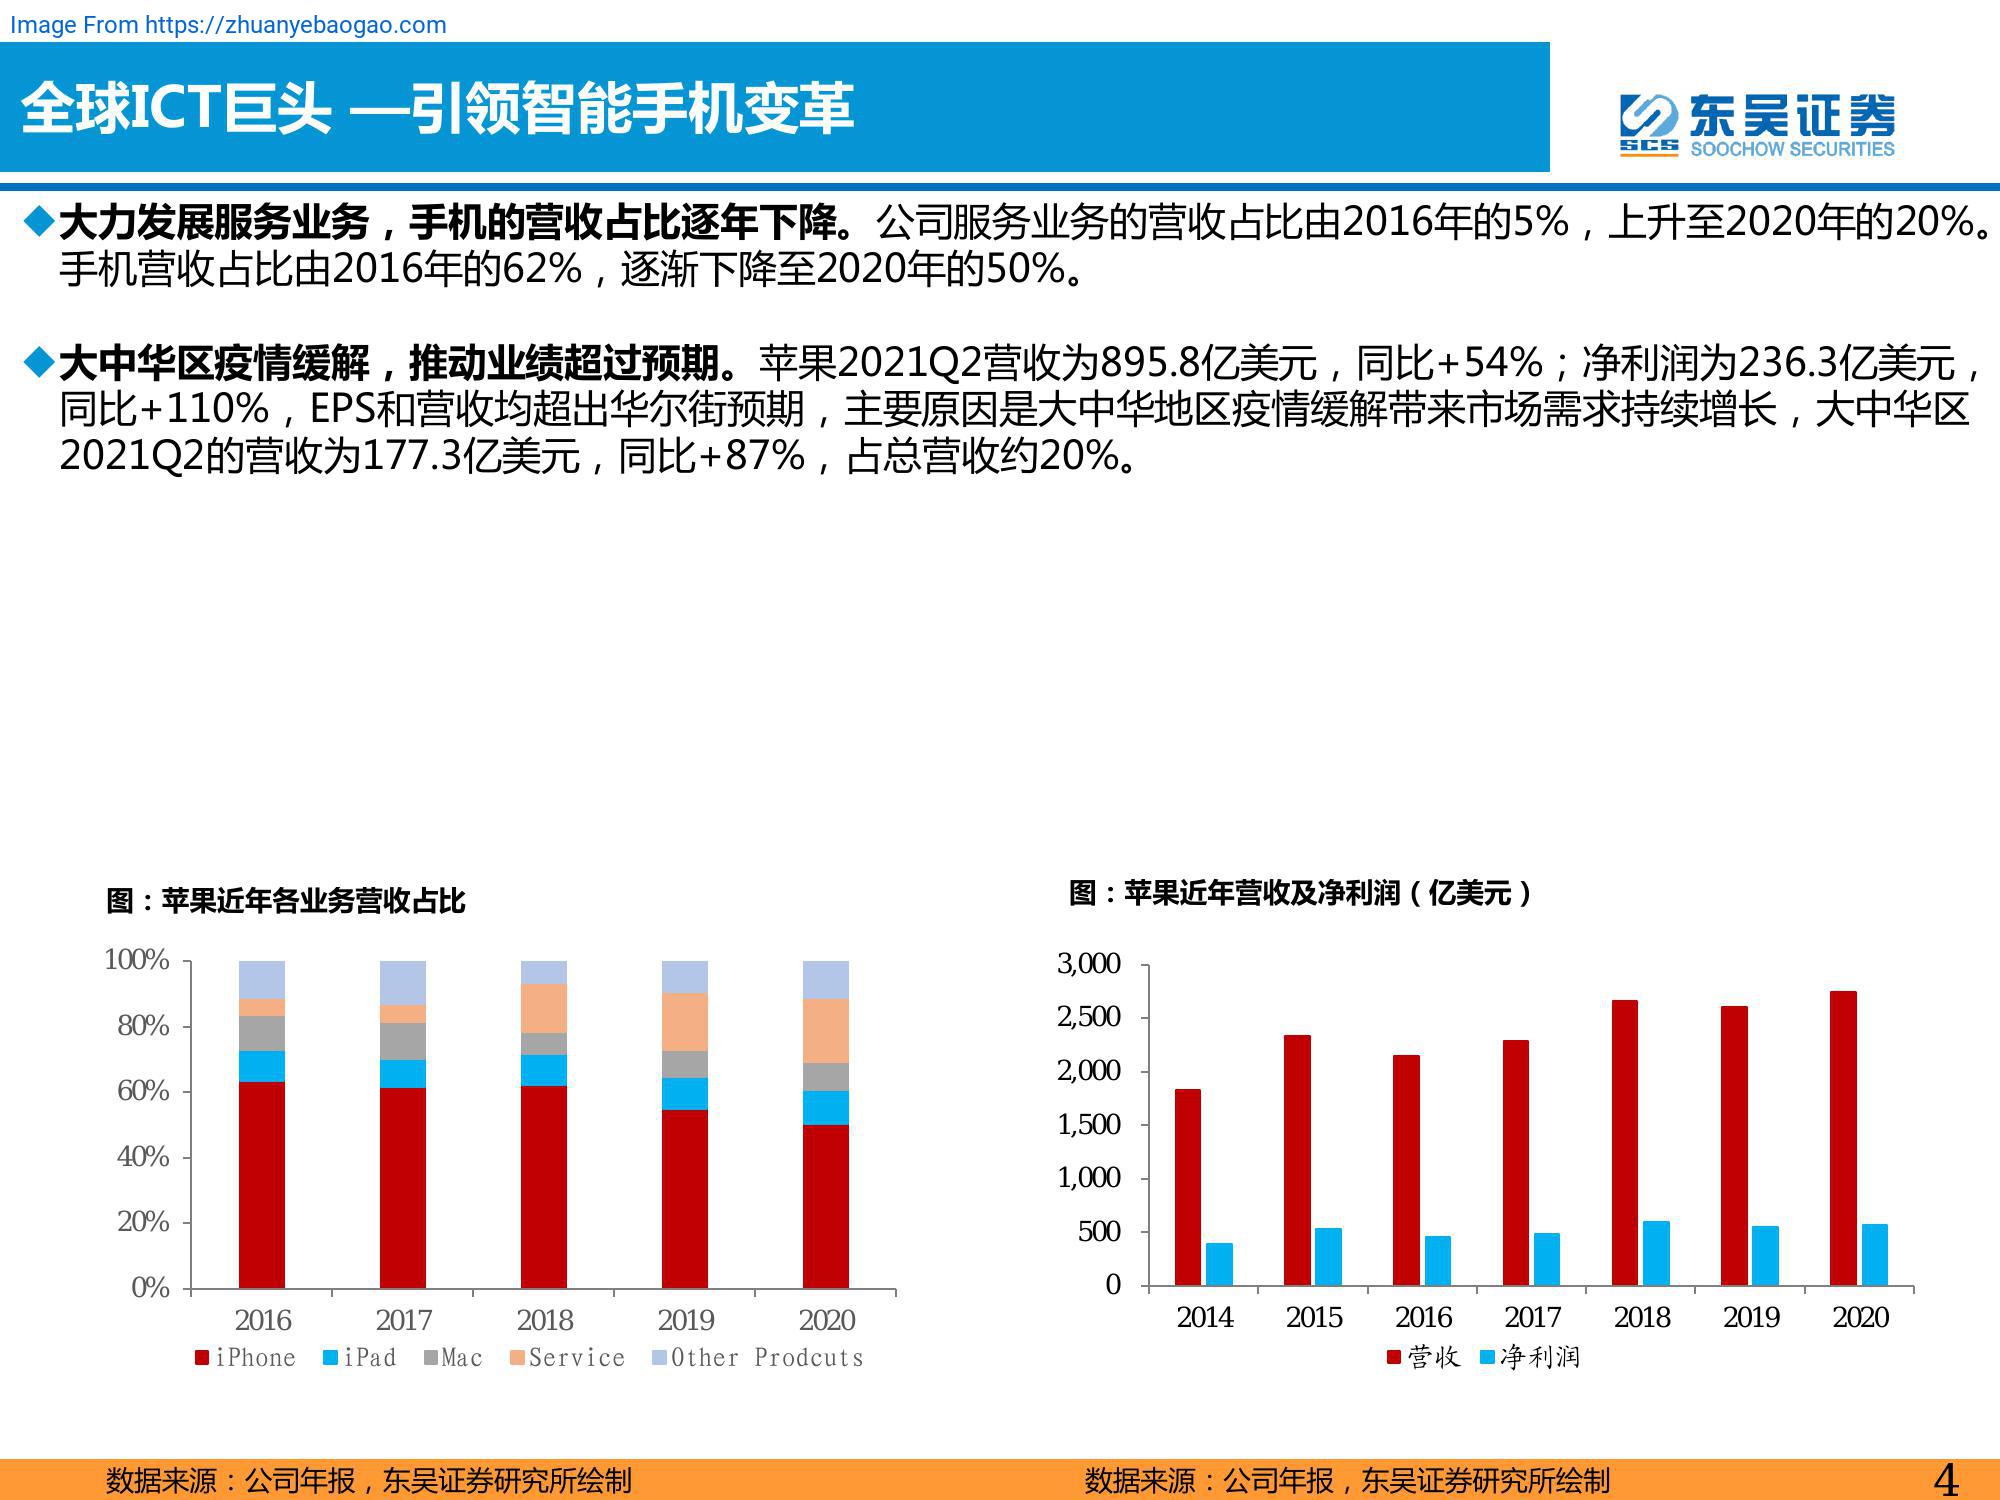 Image From https://zhuanyebaogao.com
全球ICT巨头 —引领智能手机变革
东吴证券
SCS
SOOCHOW SECURITIES
大力发展服务业务，手机的营收占比逐年下降。公司服务业务的营收占比由2016年的5%，上升至2020年的20%。
手机营收占比由2016年的62%，逐渐下降至2020年的50%。
大中华区疫情缓解，推动业绩超过预期。苹果2021Q2营收为895.8亿美元，同比+54%；净利润为236.3亿美元，
同比+110%，EPS和营收均超出华尔街预期，主要原因是大中华地区疫情缓解带来市场需求持续增长，大中华区
2021Q2的营收为177.3亿美元，同比+87%，占总营收约20%。
图：苹果近年各业务营收占比
100%
80%
60%
40%
20%
0%
2016 2017 2018 2019 2020
iPhone iPad Mac Service Other Prodcuts
图：苹果近年营收及净利润（亿美元）
3,000
2,500
2,000
1,500
1,000
500
0
2014 2015 2016 2017 2018 2019 2020
营收 净利润
数据来源：公司年报，东吴证券研究所绘制
数据来源：公司年报，东吴证券研究所绘制
4